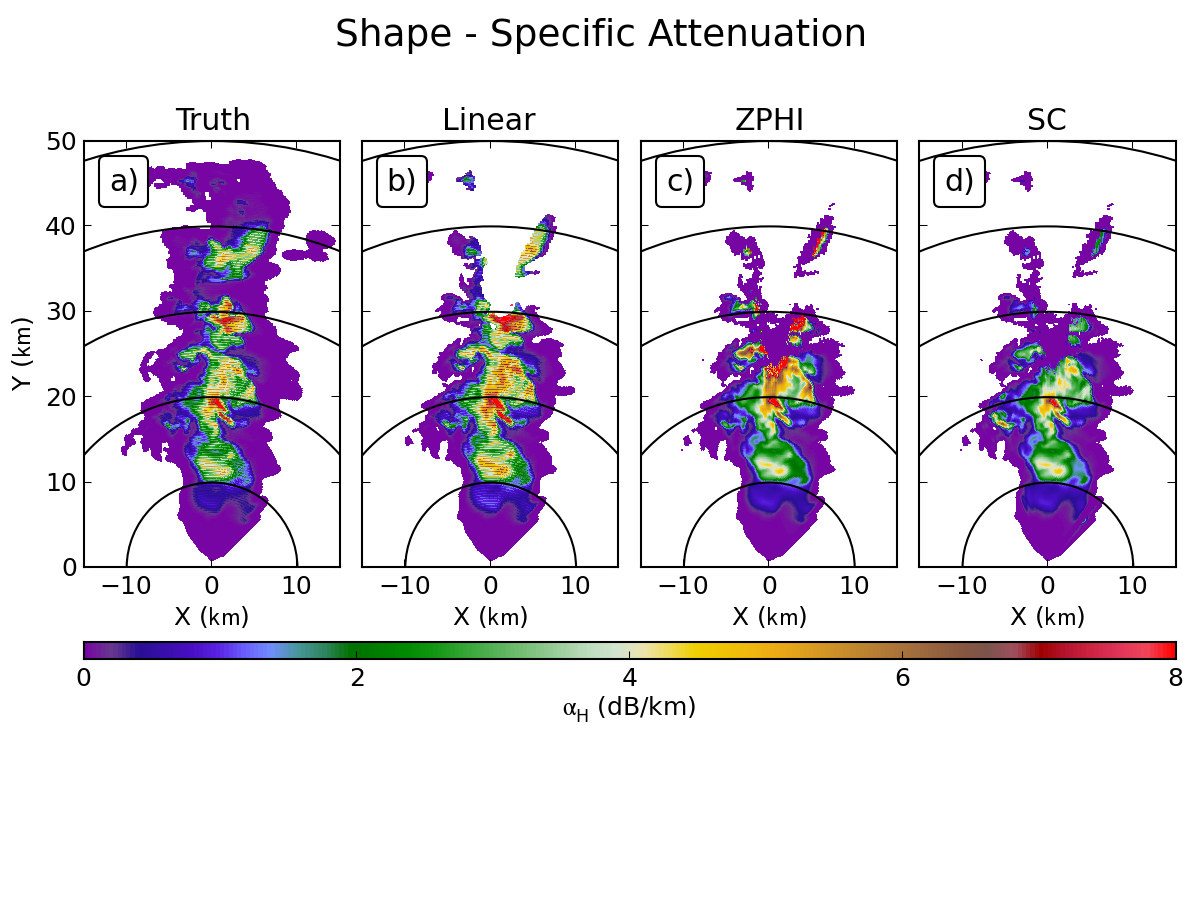 Shape - Specific Attenuation
Truth
Linear
ZPHI
SC
a)
b)
c)
d)
50
40
30
20
10
0
Y (km)
−10 0 10
−10 0 10
−10 0 10
−10 0 10
X (km)
X (km)
X (km)
X (km)
0 2 4 6 8
αH (dB/km)